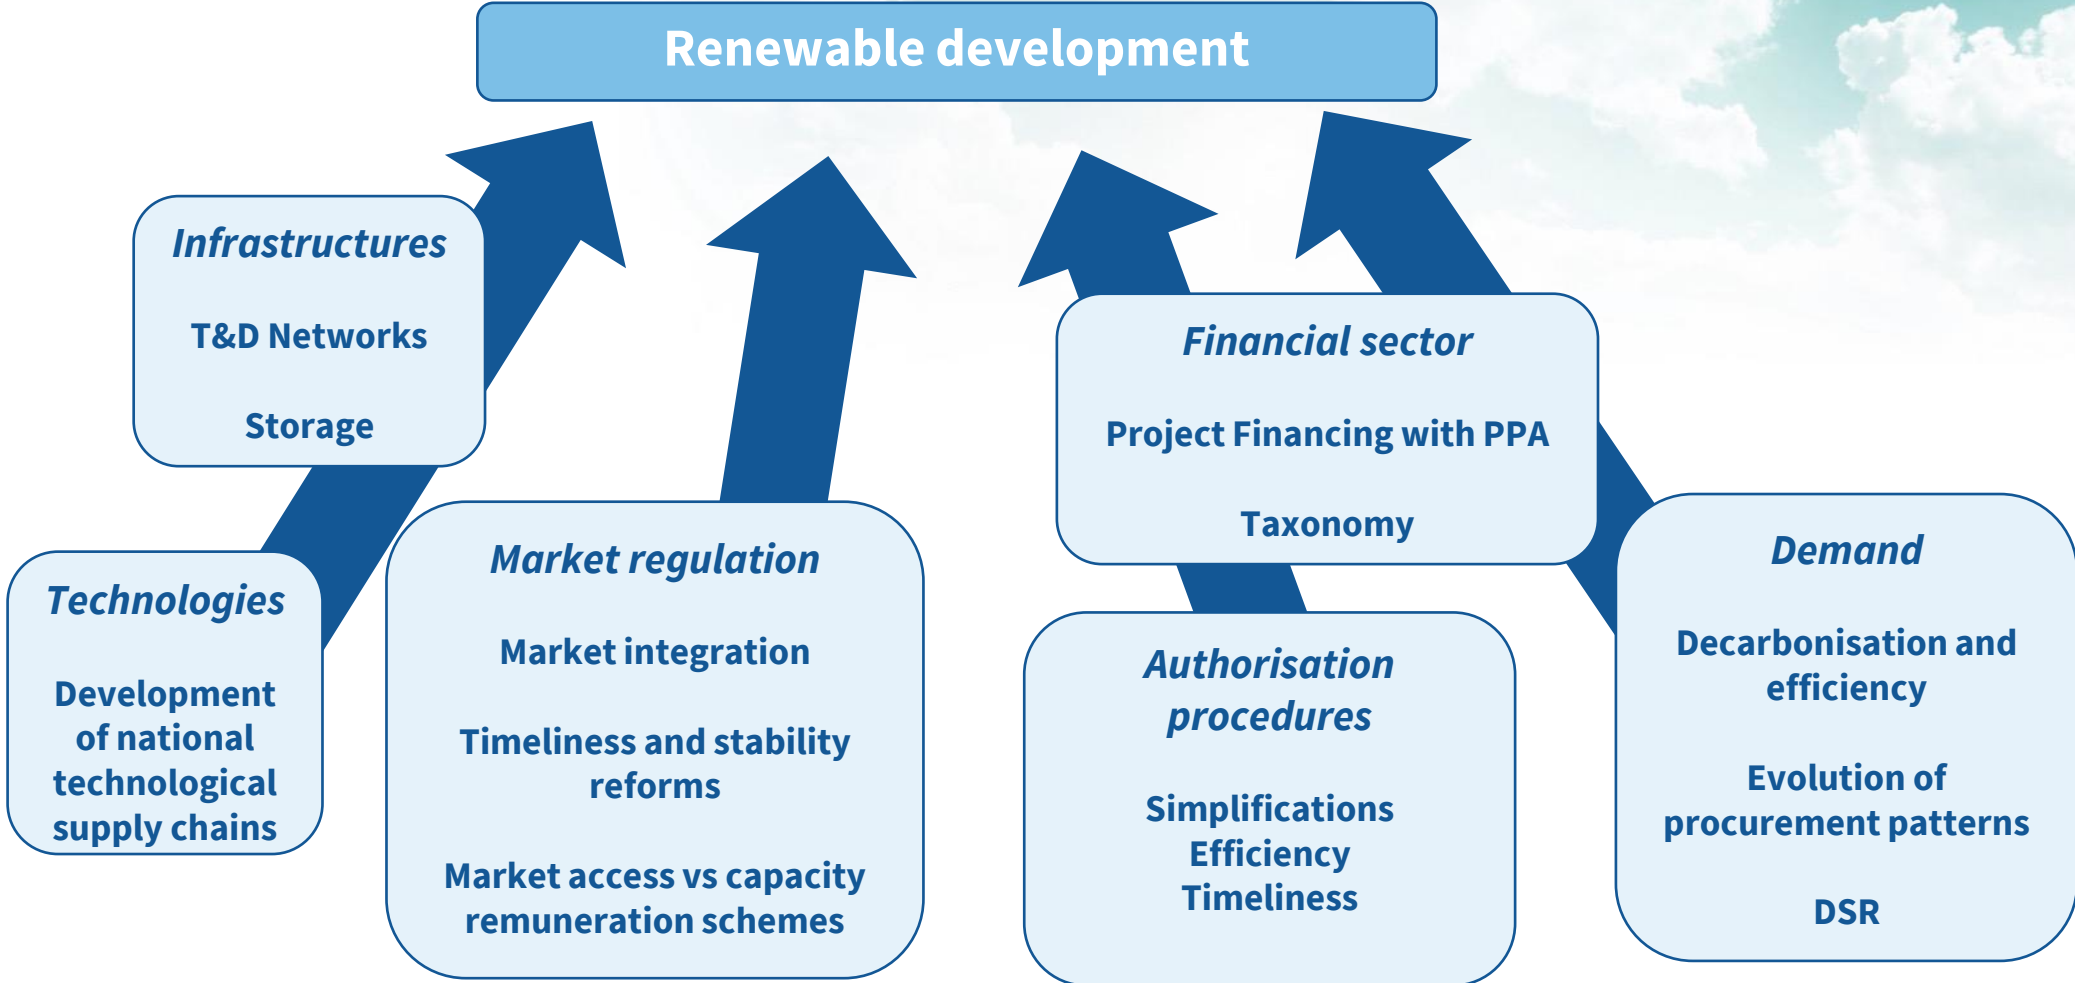 Renewable development
Infrastructures
T&D Networks
Storage
Technologies
Development
of national
technological
supply chains
Market regulation
Market integration
Timeliness and stability
reforms
Market access vs capacity
remuneration schemes
Financial sector
Project Financing with PPA
Taxonomy
Authorisation
procedures
Simplifications
Efficiency
Timeliness
Demand
Decarbonisation and
efficiency
Evolution of
procurement patterns
DSR